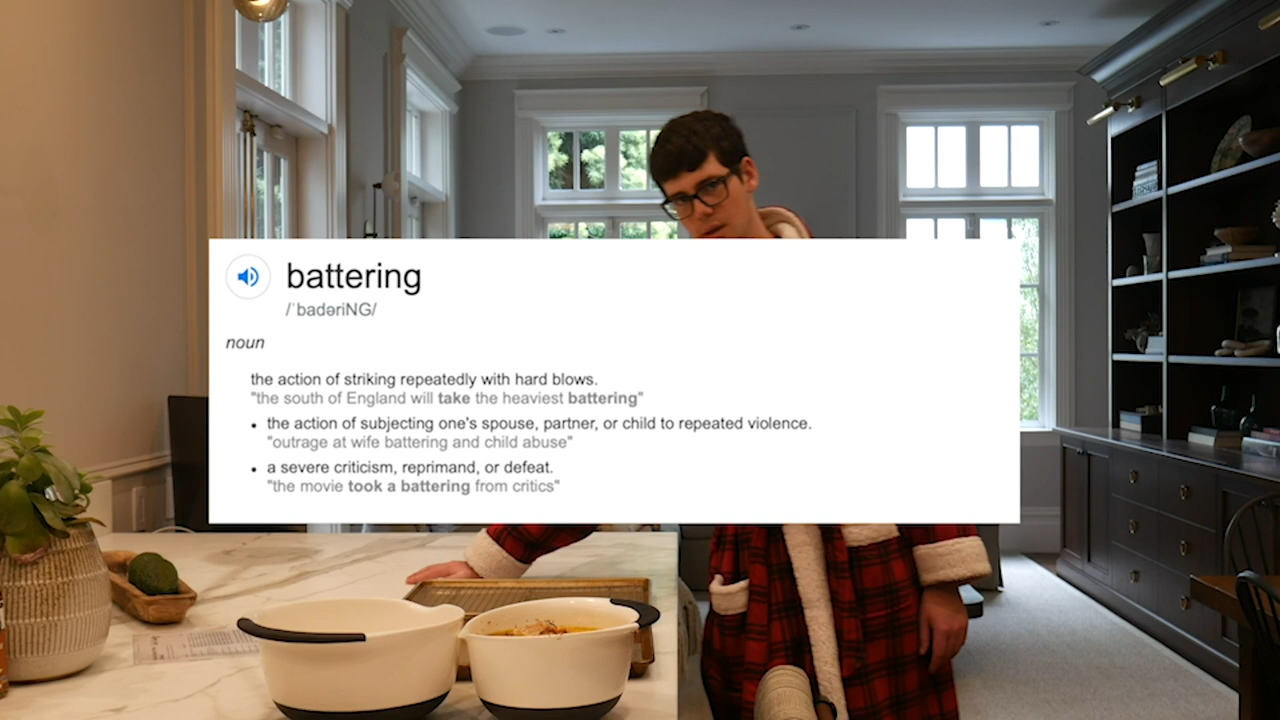 battering
/ˈbadəriNG/
noun
the action of striking repeatedly with hard blows.
"the south of England will take the heaviest battering"
• the action of subjecting one's spouse, partner, or child to repeated violence.
"outrage at wife battering and child abuse"
• a severe criticism, reprimand, or defeat.
"the movie took a battering from critics"